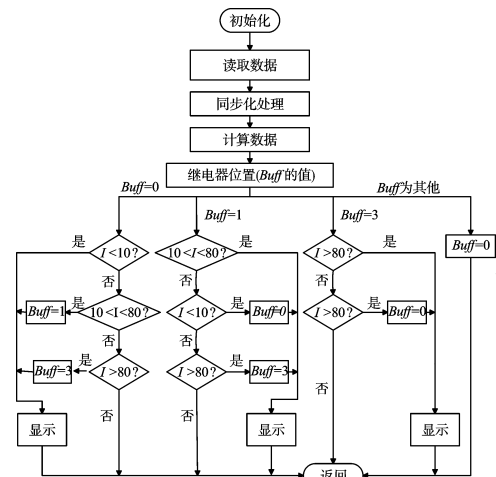 初始化
读取数据
同步化处理
计算数据
继电器位置(Buff的值)
Buff=0
Buff=1
Buff=3
Buff为其他
是
I<10?
10<I<80?
是
I>80?
是
Buff=0
否
否
否
Buff=1
是
10<I<80?
I<10?
是
Buff=0
I>80?
是
Buff=0
否
否
Buff=3
是
I>80?
I>80?
是
Buff=3
否
否
否
显示
显示
显示
返回